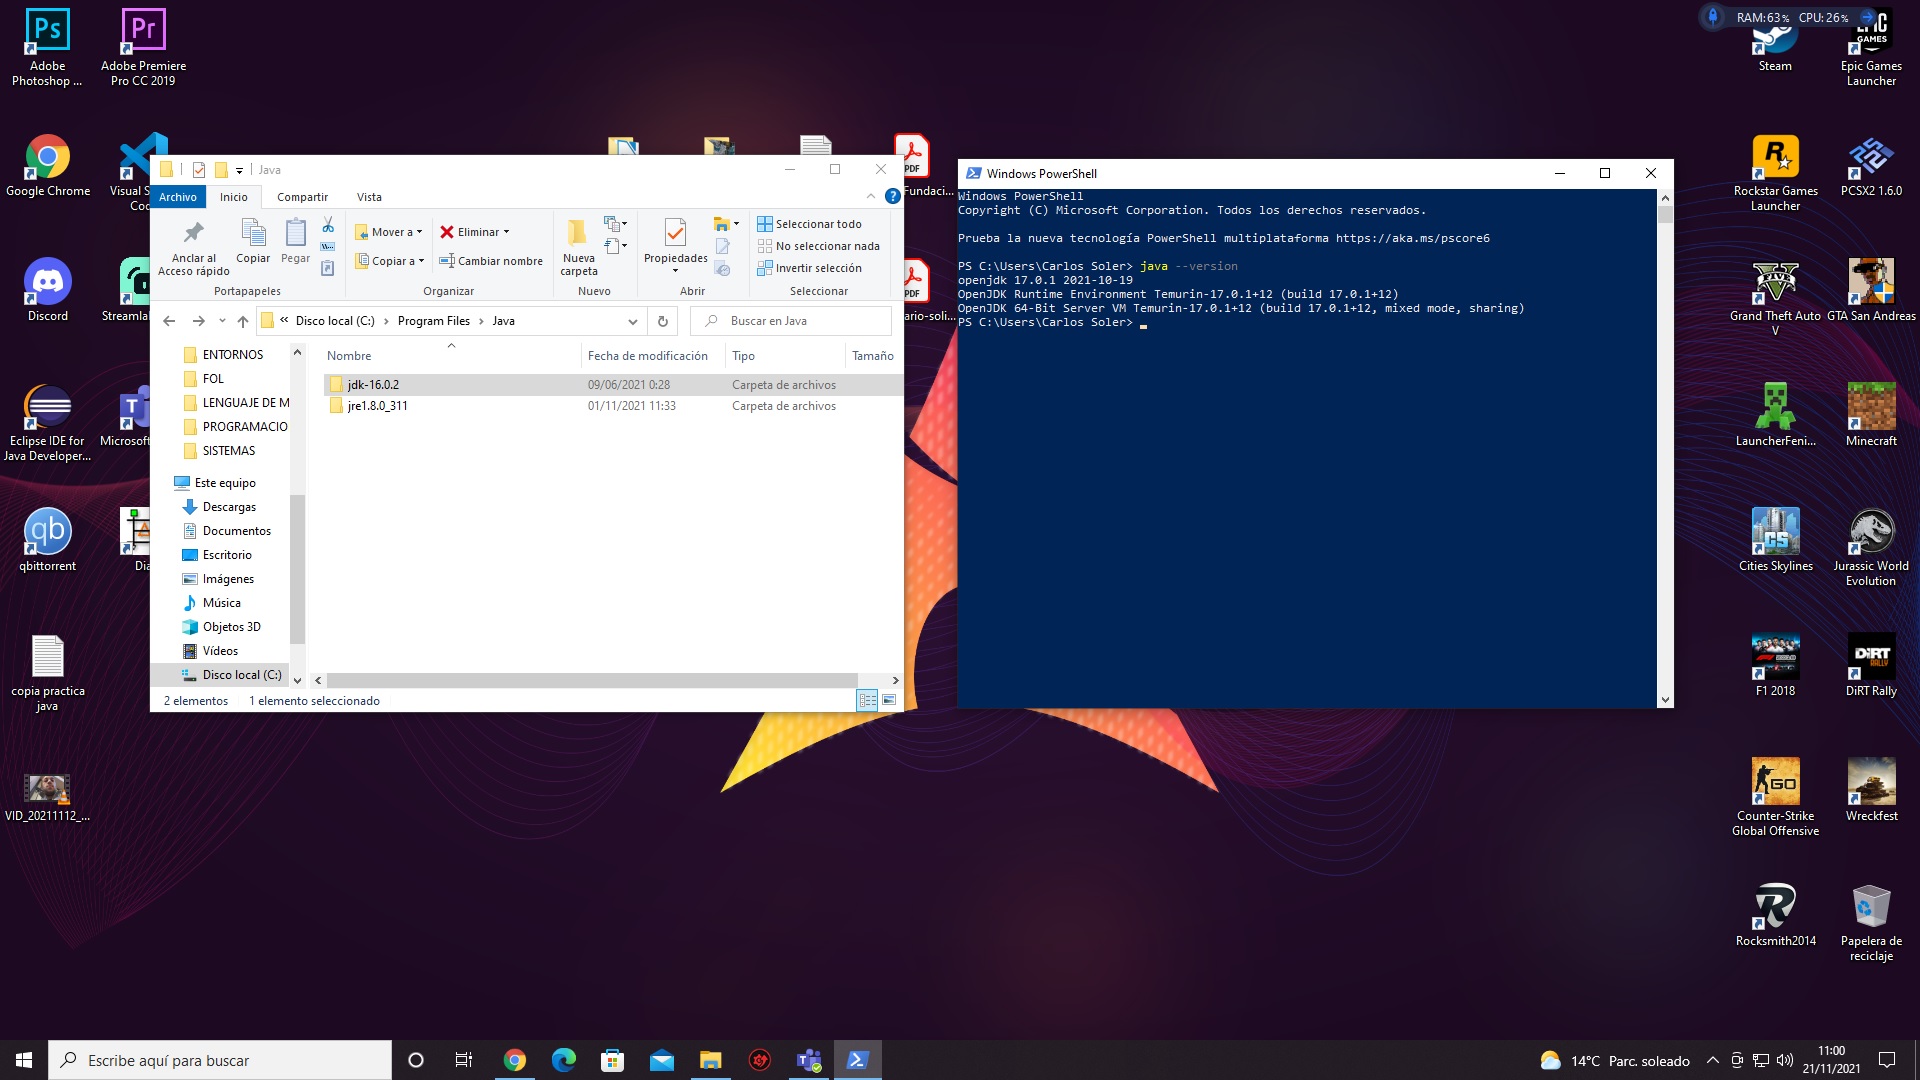 Ps
Adobe
Photoshop ...
Pr
Adobe Premiere
Pro CC 2019
RAM:63% CPU:26%
Steam
EPIC
GAMES
Epic Games
Launcher
Google Chrome
Visual S
Cod
Discord
Streamla
Eclipse IDE for
Java Developer...
Microsoft
qb
qbittorrent
Dia
copia practica
java
VID_20211112_...
PDF
Fundaci...
PDF
ario-soli...
Java
Archivo
Inicio
Compartir
Vista
Anclar al
Acceso rápido
Copiar
Pegar
Portapapeles
Mover a
Copiar a
Eliminar
Cambiar nombre
Organizar
Nueva
carpeta
Nuevo
Propiedades
Abrir
Seleccionar todo
No seleccionar nada
Invertir selección
Seleccionar
« Disco local (C:) › Program Files › Java
Buscar en Java
ENTORNOS
FOL
LENGUAJE DE M
PROGRAMACIO
SISTEMAS
Este equipo
Descargas
Documentos
Escritorio
Imágenes
Música
Objetos 3D
Vídeos
Disco local (C:)
Nombre Fecha de modificación Tipo Tamaño
jdk-16.0.2 09/06/2021 0:28 Carpeta de archivos
jre1.8.0_311 01/11/2021 11:33 Carpeta de archivos
2 elementos 1 elemento seleccionado
Windows PowerShell
Windows PowerShell
Copyright (C) Microsoft Corporation. Todos los derechos reservados.
Prueba la nueva tecnología PowerShell multiplataforma https://aka.ms/pscore6
PS C:\Users\Carlos Soler> java --version
openjdk 17.0.1 2021-10-19
OpenJDK Runtime Environment Temurin-17.0.1+12 (build 17.0.1+12)
OpenJDK 64-Bit Server VM Temurin-17.0.1+12 (build 17.0.1+12, mixed mode, sharing)
PS C:\Users\Carlos Soler>
Rockstar Games
Launcher
PCSX2 1.6.0
Grand Theft Auto
V
GTA San Andreas
LauncherFeni...
Minecraft
CS
Cities Skylines
Jurassic World
Evolution
F1 2018
DiRT
RALLY
DiRT Rally
GO
Counter-Strike
Global Offensive
Wreckfest
Rocksmith2014
Papelera de
reciclaje
Escribe aquí para buscar
14°C Parc. soleado
11:00
21/11/2021